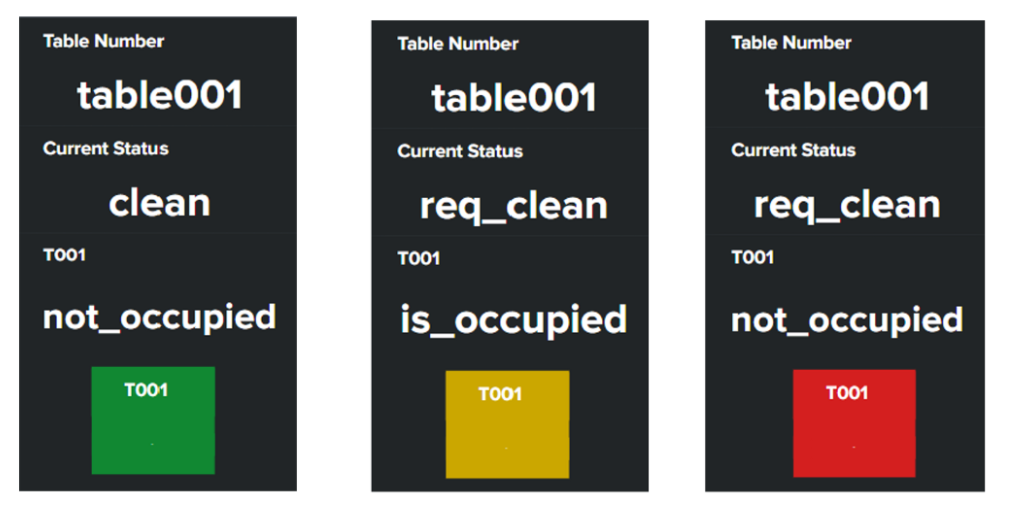 Table Number
table001
Current Status
clean
T001
not_occupied
T001
Table Number
table001
Current Status
req_clean
T001
is_occupied
T001
Table Number
table001
Current Status
req_clean
T001
not_occupied
T001